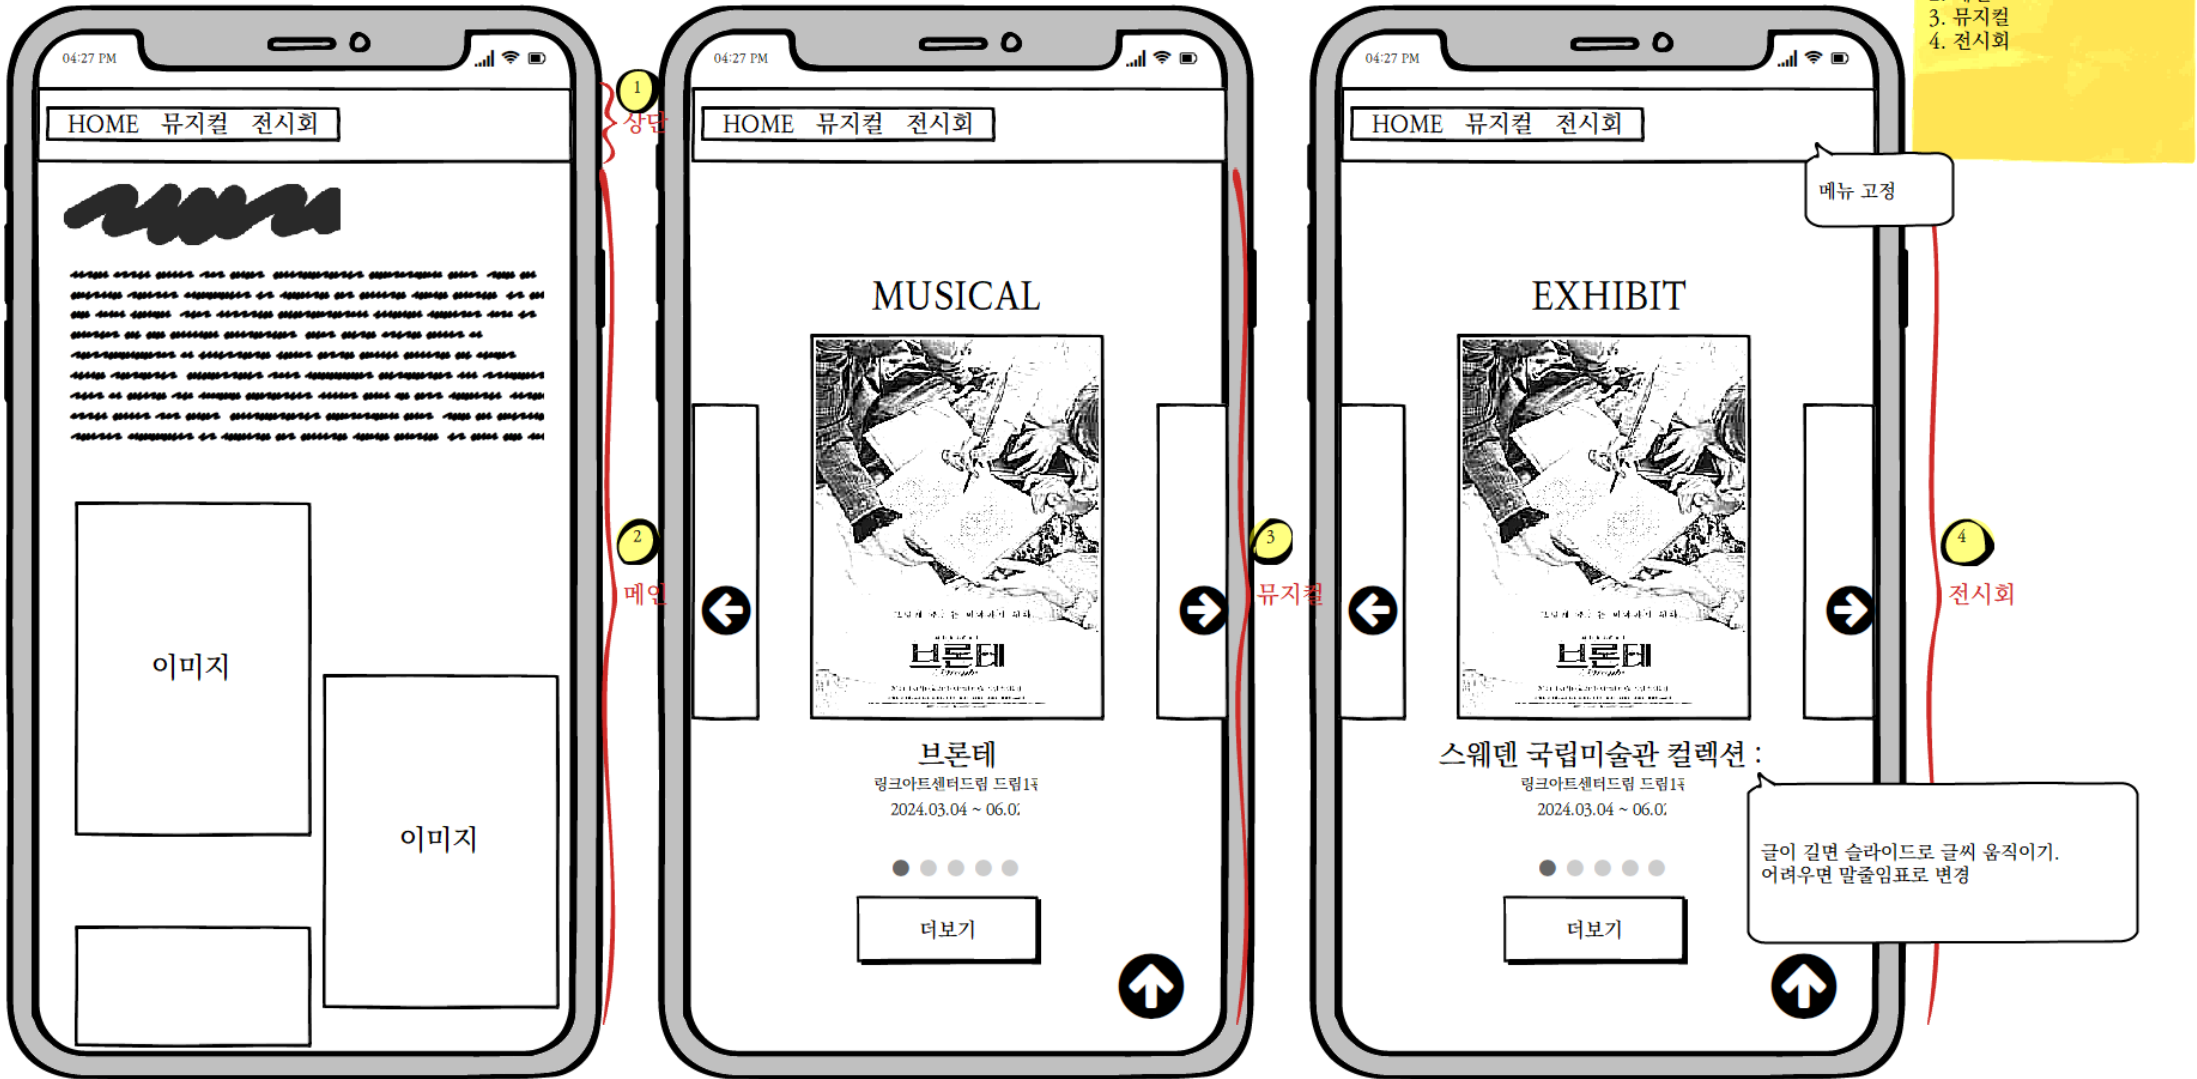 04:27 PM
HOME 뮤지컬 전시회
이미지
이미지
1
상단
2
메인
04:27 PM
HOME 뮤지컬 전시회
MUSICAL
브론테
브론테
링크아트센터드림 드림1관
2024.03.04 ~ 06.02
더보기
3
뮤지컬
04:27 PM
HOME 뮤지컬 전시회
메뉴 고정
EXHIBIT
브론테
스웨덴 국립미술관 컬렉션 :
링크아트센터드림 드림1관
2024.03.04 ~ 06.02
글이 길면 슬라이드로 글씨 움직이기.
어려우면 말줄임표로 변경
더보기
4
전시회
3. 뮤지컬
4. 전시회